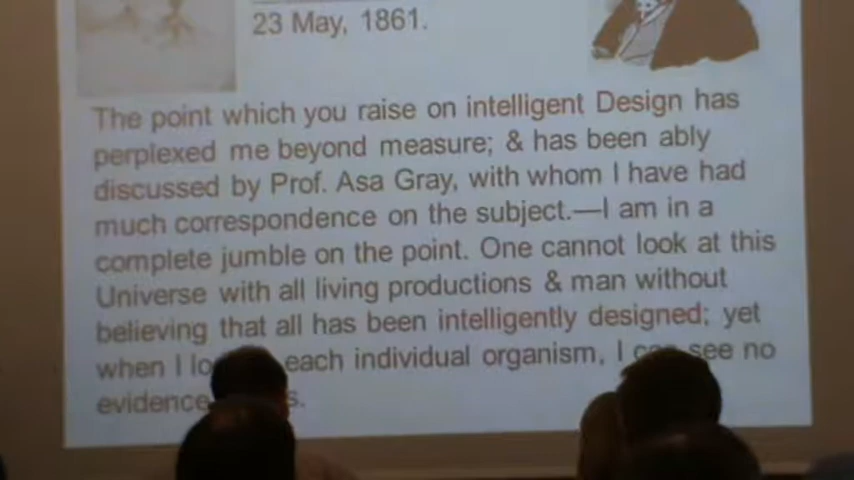 23 May, 1861.
The point which you raise on intelligent Design has
perplexed me beyond measure; & has been ably
discussed by Prof. Asa Gray, with whom I have had
much correspondence on the subject.—I am in a
complete jumble on the point. One cannot look at this
Universe with all living productions & man without
believing that all has been intelligently designed; yet
when I each individual organism, I can see no
evidence